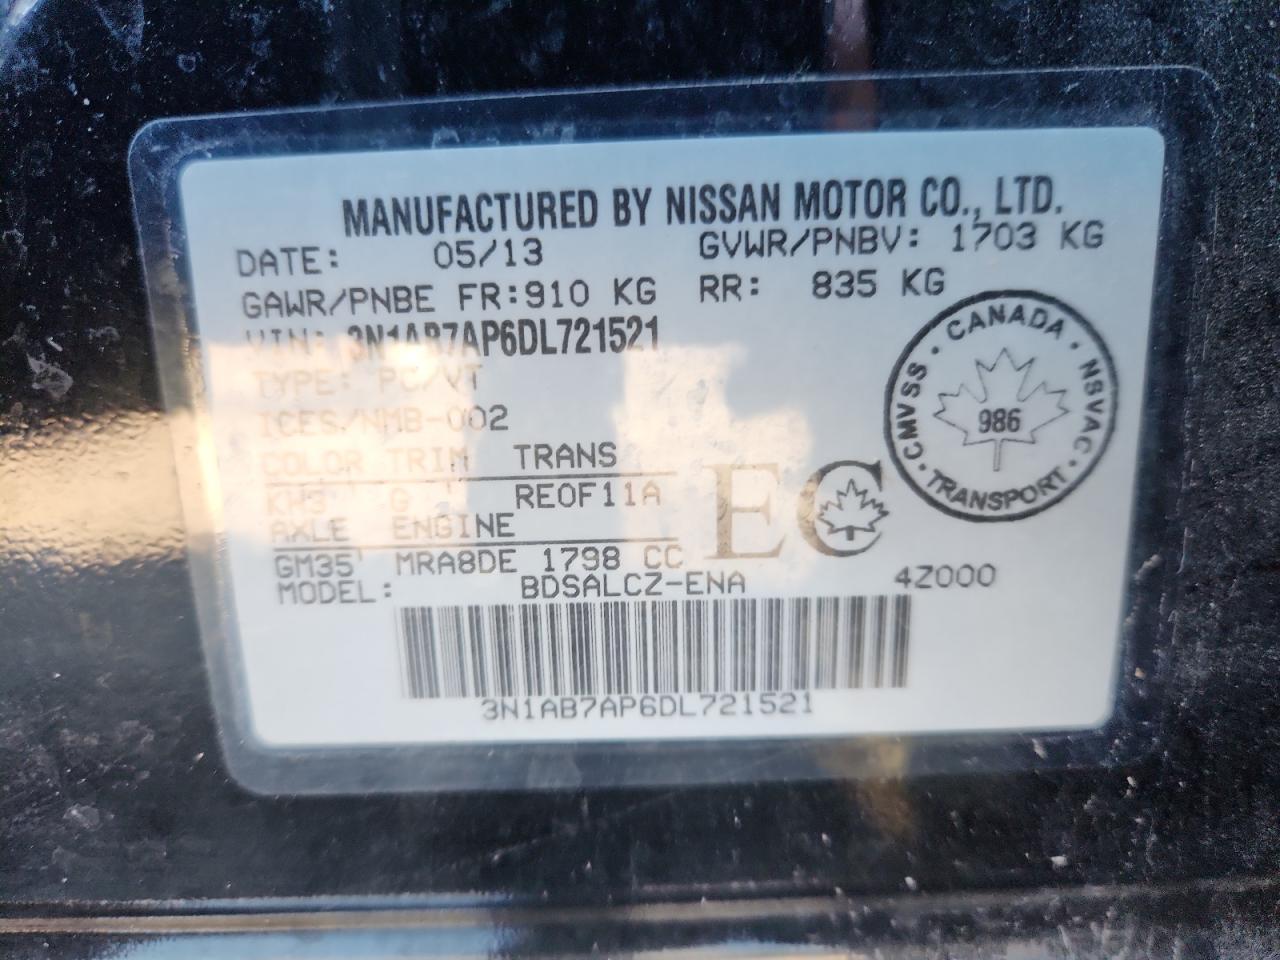 MANUFACTURED BY NISSAN MOTOR CO., LTD.
DATE: 05/13 GVWR/PNBV: 1703 KG
GAWR/PNBE FR:910 KG RR: 835 KG
VIN: 3N1AB7AP6DL721521
TYPE: PC/VT
ICES/NMB-002
COLOR TRIM TRANS
KH3 G REOF11A
AXLE ENGINE
GM35 MRA8DE 1798 CC
MODEL: BDSALCZ-ENA 4Z000
3N1AB7AP6DL721521
EC
CANADA · NSVAC · TRANSPORT · CMVSS ·
986